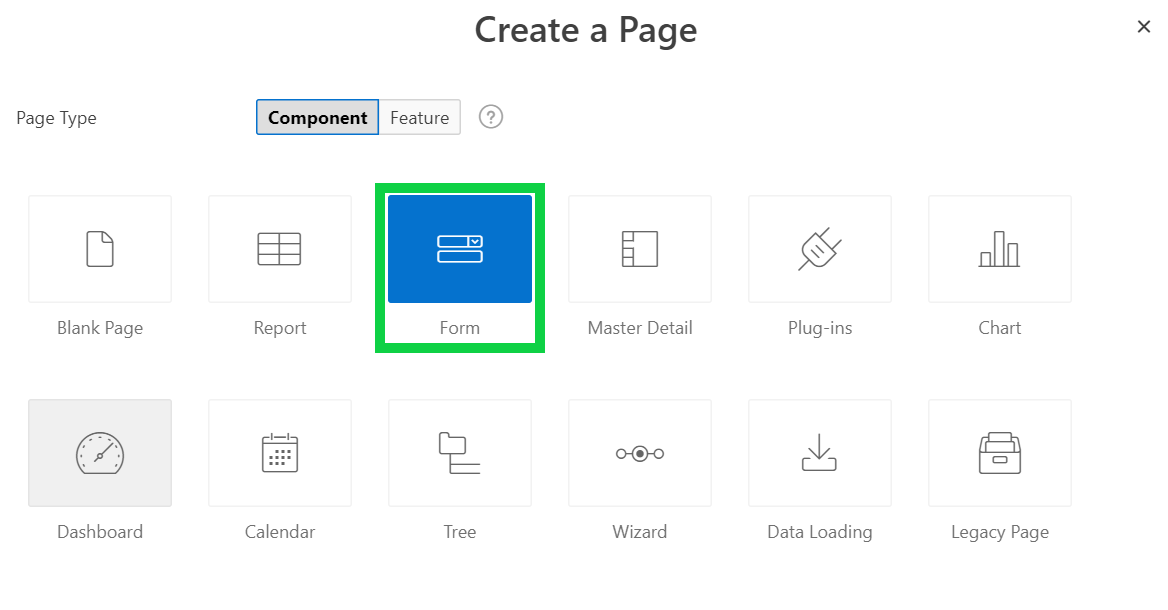 Create a Page
Page Type
Component Feature ?
Blank Page Report Form Master Detail Plug-ins Chart
Dashboard Calendar Tree Wizard Data Loading Legacy Page